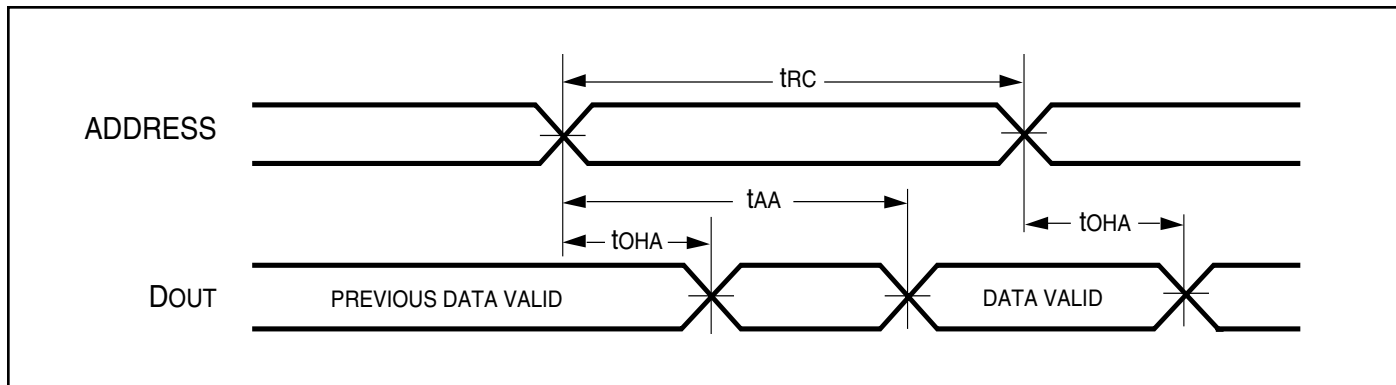 tRC
ADDRESS
tAA
tOHA
tOHA
DOUT
PREVIOUS DATA VALID
DATA VALID